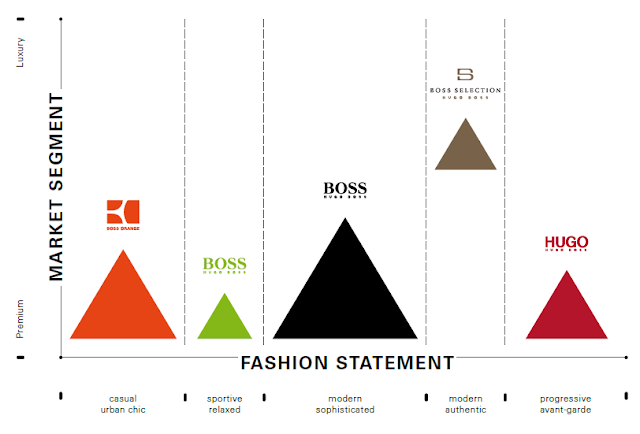 Luxury
MARKET SEGMENT
Premium
BOSS ORANGE
BOSS
HUGO BOSS
BOSS
HUGO BOSS
BOSS SELECTION
HUGO BOSS
HUGO
HUGO BOSS
FASHION STATEMENT
casual
urban chic
sportive
relaxed
modern
sophisticated
modern
authentic
progressive
avant-garde